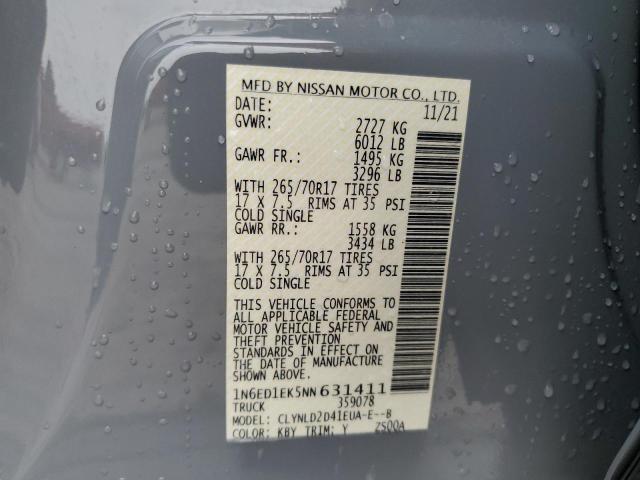 MFD BY NISSAN MOTOR CO., LTD.
DATE: 11/21
GVWR: 2727 KG
6012 LB
GAWR FR.: 1495 KG
3296 LB
WITH 265/70R17 TIRES
17 X 7.5 RIMS AT 35 PSI
COLD SINGLE
GAWR RR.: 1558 KG
3434 LB
WITH 265/70R17 TIRES
17 X 7.5 RIMS AT 35 PSI
COLD SINGLE
THIS VEHICLE CONFORMS TO
ALL APPLICABLE FEDERAL
MOTOR VEHICLE SAFETY AND
THEFT PREVENTION
STANDARDS IN EFFECT ON
THE DATE OF MANUFACTURE
SHOWN ABOVE.
1N6ED1EK5NN631411
TRUCK 359078
MODEL: CLYNLD2D41EUA-E--B
COLOR: KBY TRIM: Y ZS00A